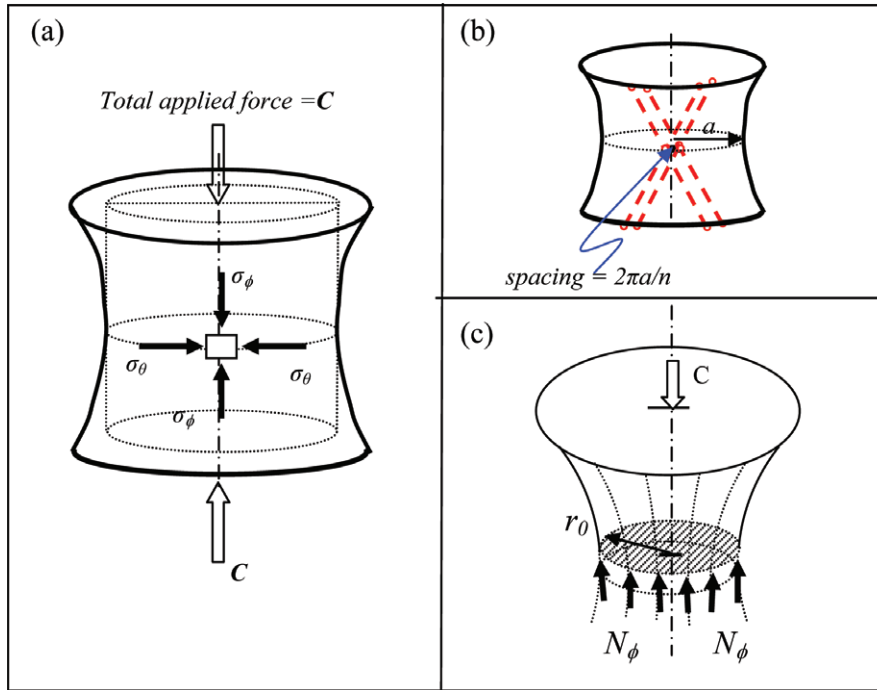 (a)
Total applied force =C
σϕ
σθ
σθ
σϕ
C
(b)
a
spacing = 2πa/n
(c)
C
r0
Nϕ
Nϕ